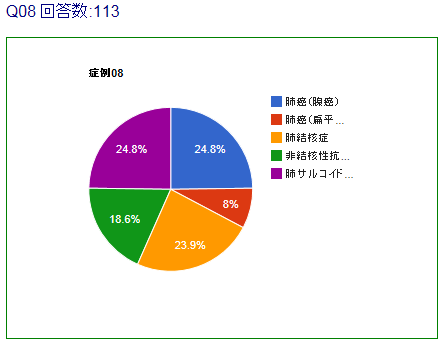 Q08 回答数:113
症例08
24.8%
24.8%
8%
23.9%
18.6%
肺癌（腺癌）
肺癌（扁平...
肺結核症
非結核性抗...
肺サルコイド...